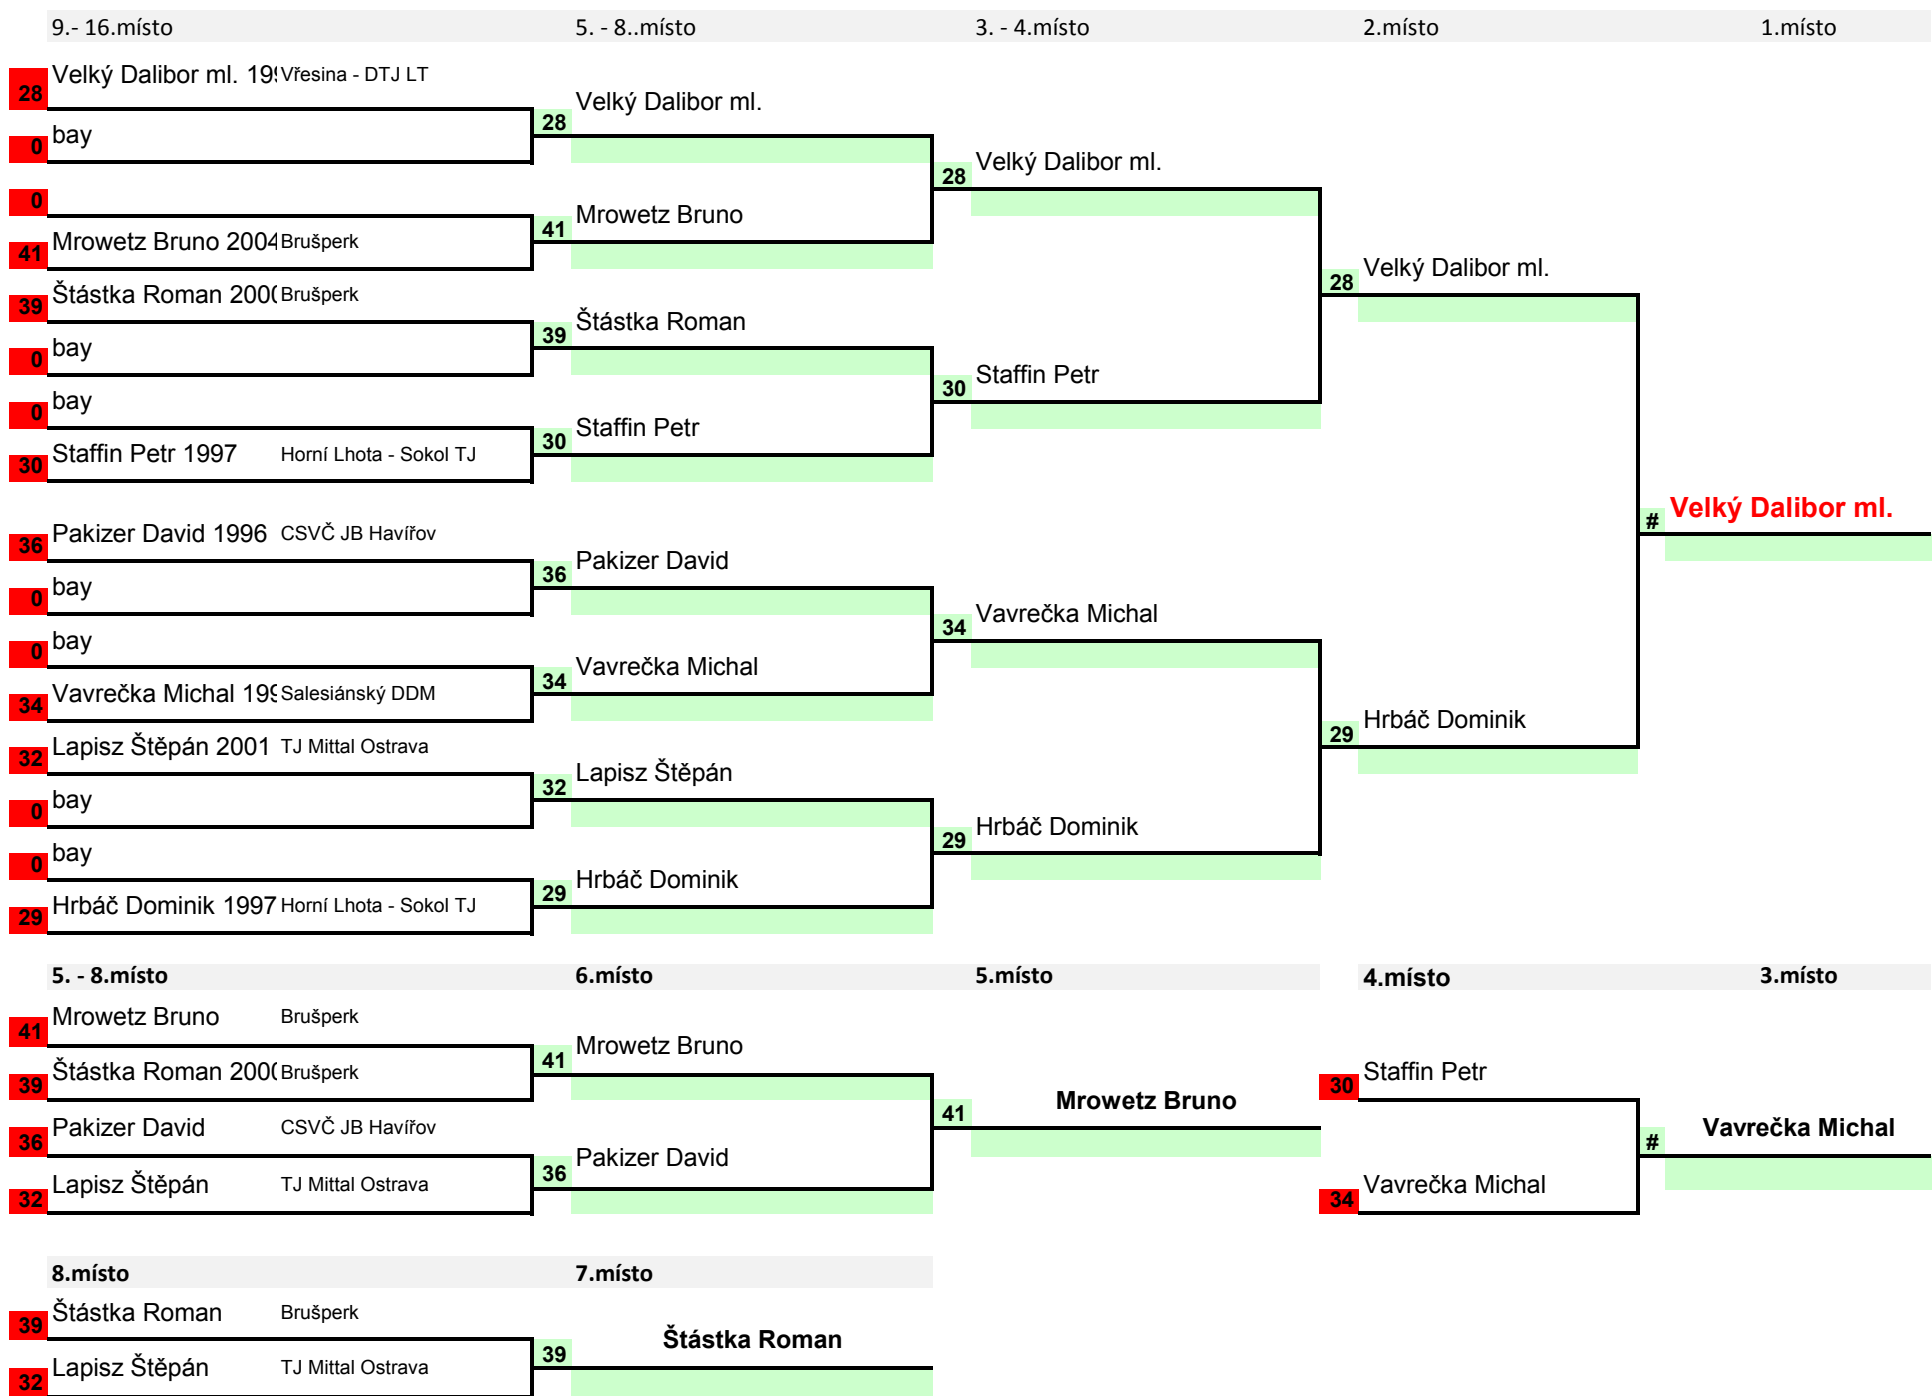 9.- 16.místo 5. - 8..místo 3. - 4.místo 2.místo 1.místo
28 Velký Dalibor ml. 199 Vřesina - DTJ LT
28 Velký Dalibor ml.
0 bay
28 Velký Dalibor ml.
0
41 Mrowetz Bruno
41 Mrowetz Bruno 2004 Brušperk
28 Velký Dalibor ml.
39 Štástka Roman 200( Brušperk
39 Štástka Roman
0 bay
30 Staffin Petr
0 bay
30 Staffin Petr
30 Staffin Petr 1997 Horní Lhota - Sokol TJ
# Velký Dalibor ml.
36 Pakizer David 1996 CSVČ JB Havířov
36 Pakizer David
0 bay
34 Vavrečka Michal
0 bay
34 Vavrečka Michal
34 Vavrečka Michal 199 Salesiánský DDM
29 Hrbáč Dominik
32 Lapisz Štěpán 2001 TJ Mittal Ostrava
32 Lapisz Štěpán
0 bay
29 Hrbáč Dominik
0 bay
29 Hrbáč Dominik
29 Hrbáč Dominik 1997 Horní Lhota - Sokol TJ
5. - 8.místo 6.místo 5.místo 4.místo 3.místo
41 Mrowetz Bruno Brušperk
41 Mrowetz Bruno
39 Štástka Roman 200( Brušperk
30 Staffin Petr
41 Mrowetz Bruno
36 Pakizer David CSVČ JB Havířov
# Vavrečka Michal
36 Pakizer David
32 Lapisz Štěpán TJ Mittal Ostrava
34 Vavrečka Michal
8.místo 7.místo
39 Štástka Roman Brušperk
39 Štástka Roman
32 Lapisz Štěpán TJ Mittal Ostrava